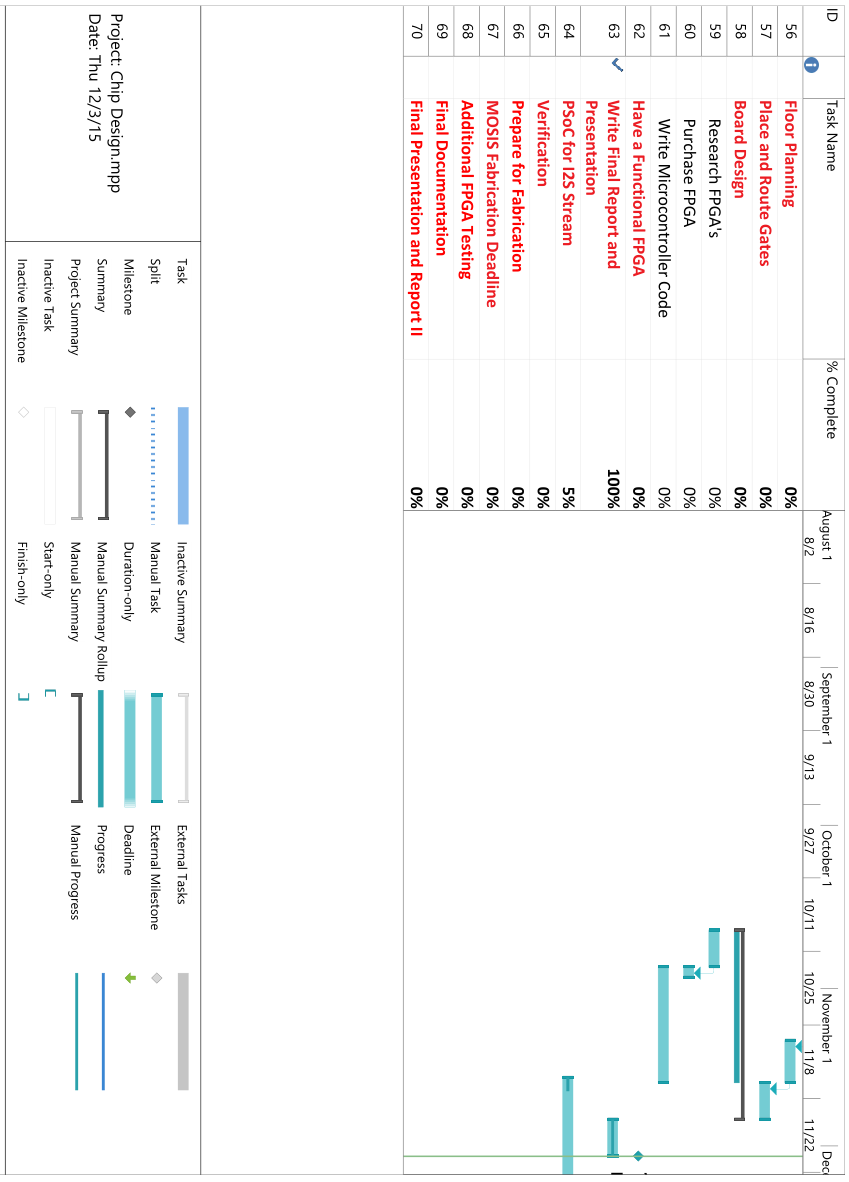 ID
Task Name
% Complete
August 1
September 1
October 1
November 1
Dec
8/2
8/16
8/30
9/13
9/27
10/11
10/25
11/8
11/22
56 Floor Planning 0%
57 Place and Route Gates 0%
58 Board Design 0%
59 Research FPGA's 0%
60 Purchase FPGA 0%
61 Write Microcontroller Code 0%
62 Have a Functional FPGA 0%
63 Write Final Report and 100%
Presentation
64 PSoC for I2S Stream 5%
65 Verification 0%
66 Prepare for Fabrication 0%
67 MOSIS Fabrication Deadline 0%
68 Additional FPGA Testing 0%
69 Final Documentation 0%
70 Final Presentation and Report II 0%
Project: Chip Design.mpp
Date: Thu 12/3/15
Task
Split
Milestone
Summary
Project Summary
Inactive Task
Inactive Milestone
Inactive Summary
Manual Task
Duration-only
Manual Summary Rollup
Manual Summary
Start-only
Finish-only
External Tasks
External Milestone
Deadline
Progress
Manual Progress